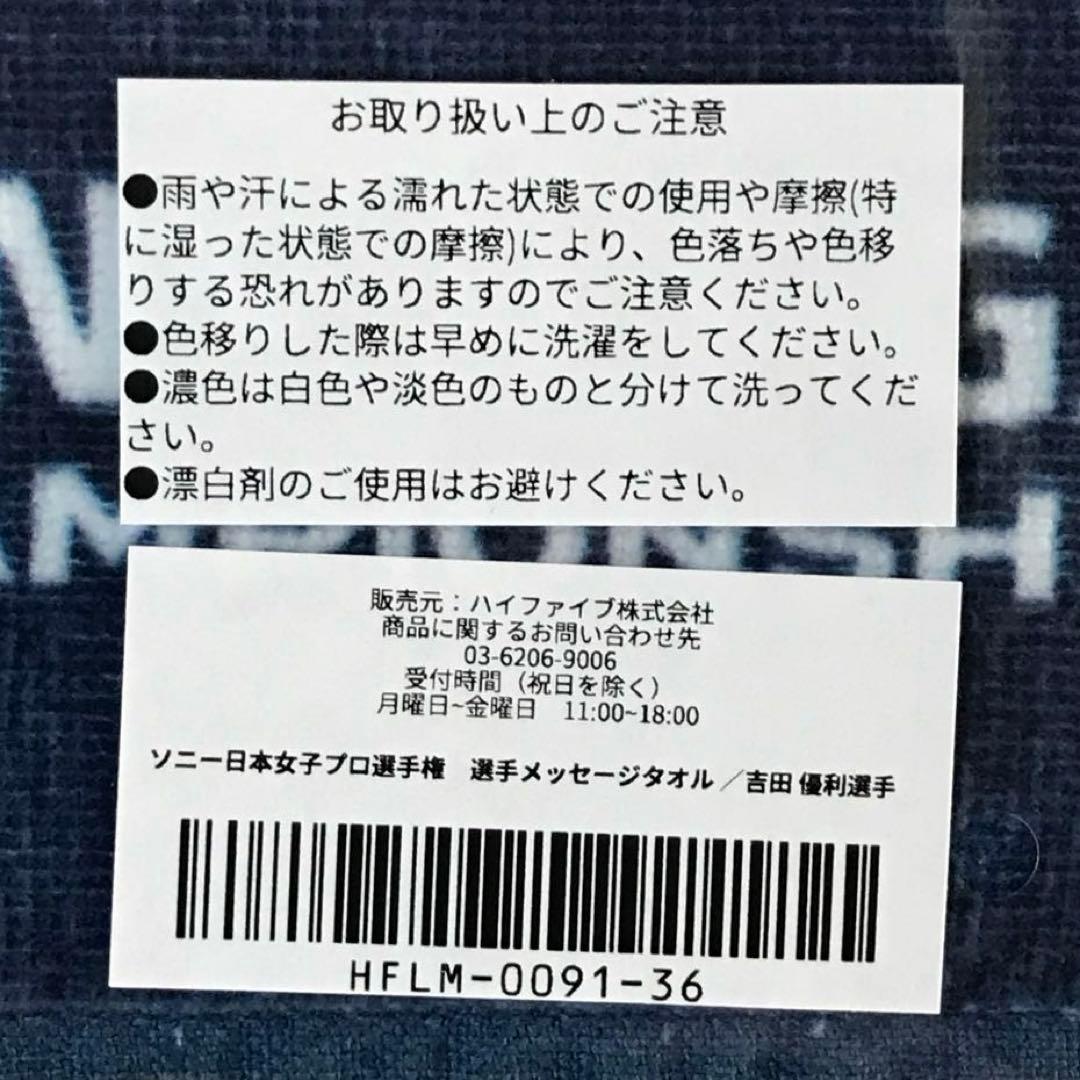 お取り扱い上のご注意
●雨や汗による濡れた状態での使用や摩擦(特
に湿った状態での摩擦)により、色落ちや色移
りする恐れがありますのでご注意ください。
●色移りした際は早めに洗濯をしてください。
●濃色は白色や淡色のものと分けて洗ってくだ
さい。
●漂白剤のご使用はお避けください。
AMPIONSH
販売元：ハイファイブ株式会社
商品に関するお問い合わせ先
03-6206-9006
受付時間（祝日を除く）
月曜日~金曜日　11:00~18:00
ソニー日本女子プロ選手権　選手メッセージタオル ／吉田 優利選手
HFLM-0091-36